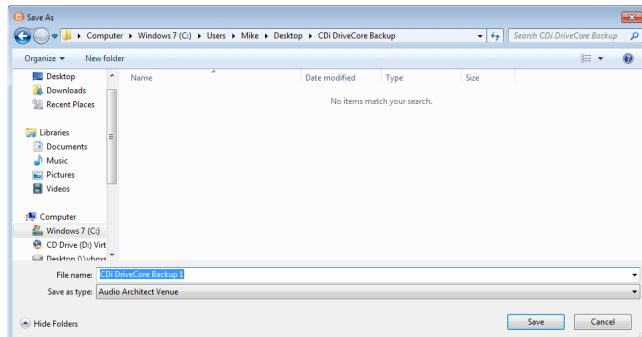 Save As
Computer Windows 7 (C:) Users Mike Desktop CDi DriveCore Backup Search CDi DriveCore Backup
Organize New folder
Desktop
Downloads
Recent Places
Libraries
Documents
Music
Pictures
Videos
Computer
Windows 7 (C:)
CD Drive (D:) Virt
Name Date modified Type Size
No items match your search.
File name: CDi DriveCore Backup 1
Save as type: Audio Architect Venue
Hide Folders Save Cancel